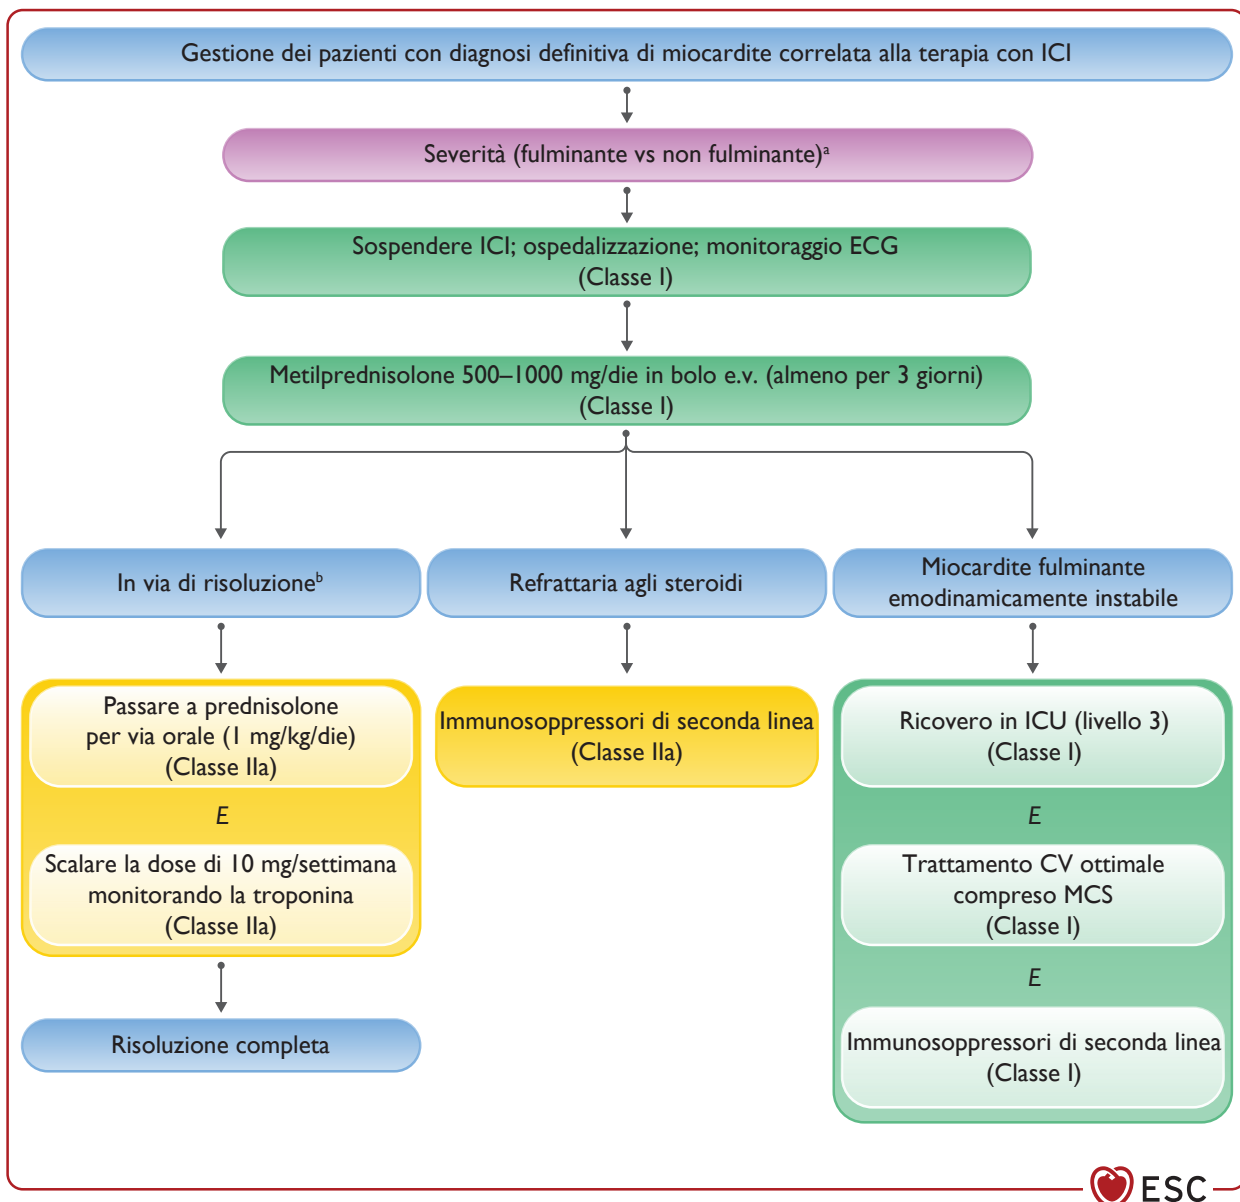 Gestione dei pazienti con diagnosi definitiva di miocardite correlata alla terapia con ICI
Severità (fulminante vs non fulminante)ᵃ
Sospendere ICI; ospedalizzazione; monitoraggio ECG
(Classe I)
Metilprednisolone 500–1000 mg/die in bolo e.v. (almeno per 3 giorni)
(Classe I)
In via di risoluzioneᵇ
Refrattaria agli steroidi
Miocardite fulminante
emodinamicamente instabile
Passare a prednisolone
per via orale (1 mg/kg/die)
(Classe IIa)
E
Scalare la dose di 10 mg/settimana
monitorando la troponina
(Classe IIa)
Risoluzione completa
Immunosoppressori di seconda linea
(Classe IIa)
Ricovero in ICU (livello 3)
(Classe I)
E
Trattamento CV ottimale
compreso MCS
(Classe I)
E
Immunosoppressori di seconda linea
(Classe I)
ESC